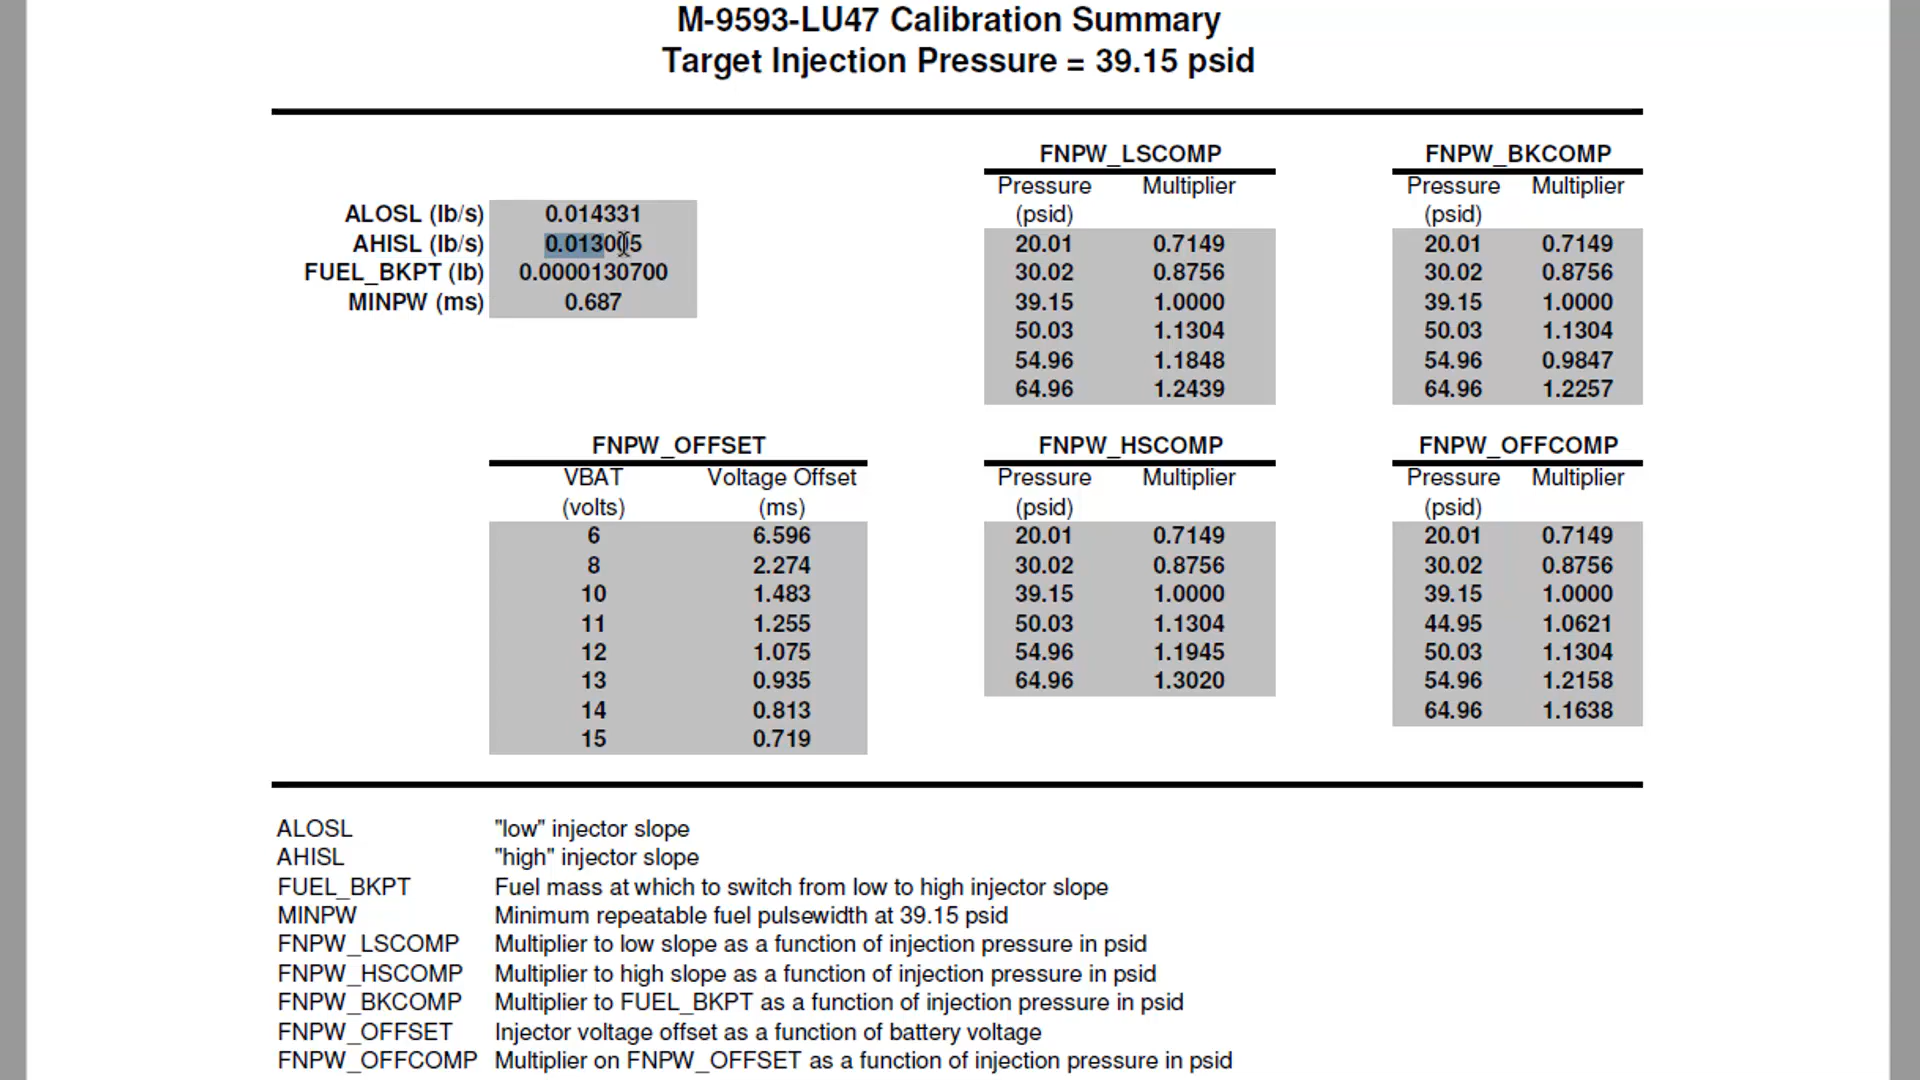 M-9593-LU47 Calibration Summary
Target Injection Pressure = 39.15 psid
ALOSL (lb/s) 0.014331
AHISL (lb/s) 0.013005
FUEL_BKPT (lb) 0.0000130700
MINPW (ms) 0.687
FNPW_LSCOMP
Pressure Multiplier
(psid)
20.01 0.7149
30.02 0.8756
39.15 1.0000
50.03 1.1304
54.96 1.1848
64.96 1.2439
FNPW_BKCOMP
Pressure Multiplier
(psid)
20.01 0.7149
30.02 0.8756
39.15 1.0000
50.03 1.1304
54.96 0.9847
64.96 1.2257
FNPW_OFFSET
VBAT Voltage Offset
(volts) (ms)
6 6.596
8 2.274
10 1.483
11 1.255
12 1.075
13 0.935
14 0.813
15 0.719
FNPW_HSCOMP
Pressure Multiplier
(psid)
20.01 0.7149
30.02 0.8756
39.15 1.0000
50.03 1.1304
54.96 1.1945
64.96 1.3020
FNPW_OFFCOMP
Pressure Multiplier
(psid)
20.01 0.7149
30.02 0.8756
39.15 1.0000
44.95 1.0621
50.03 1.1304
54.96 1.2158
64.96 1.1638
ALOSL "low" injector slope
AHISL "high" injector slope
FUEL_BKPT Fuel mass at which to switch from low to high injector slope
MINPW Minimum repeatable fuel pulsewidth at 39.15 psid
FNPW_LSCOMP Multiplier to low slope as a function of injection pressure in psid
FNPW_HSCOMP Multiplier to high slope as a function of injection pressure in psid
FNPW_BKCOMP Multiplier to FUEL_BKPT as a function of injection pressure in psid
FNPW_OFFSET Injector voltage offset as a function of battery voltage
FNPW_OFFCOMP Multiplier on FNPW_OFFSET as a function of injection pressure in psid